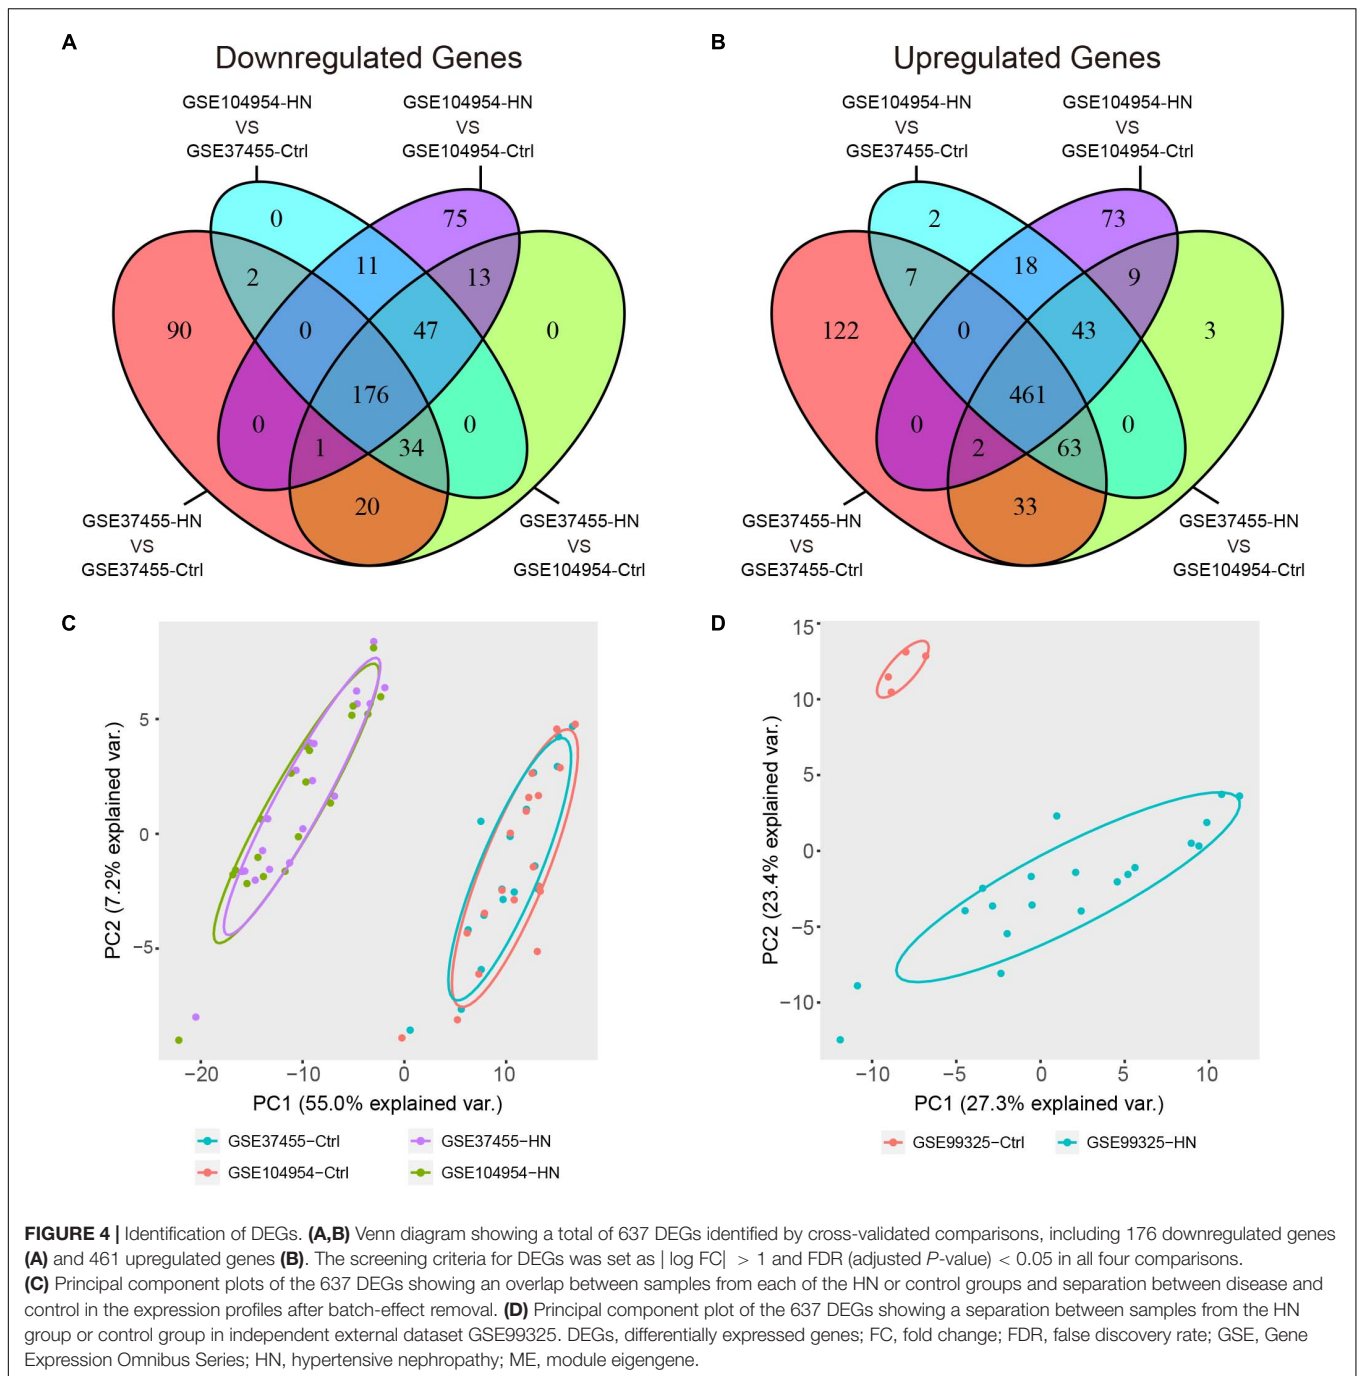 A
Downregulated Genes
GSE104954-HN
VS
GSE37455-Ctrl
GSE104954-HN
VS
GSE104954-Ctrl
0
75
2
11
13
90
0
47
0
176
0
0
1
34
20
GSE37455-HN
VS
GSE37455-Ctrl
GSE37455-HN
VS
GSE104954-Ctrl
B
Upregulated Genes
GSE104954-HN
VS
GSE37455-Ctrl
GSE104954-HN
VS
GSE104954-Ctrl
2
73
7
18
9
122
0
43
3
461
0
0
2
63
33
GSE37455-HN
VS
GSE37455-Ctrl
GSE37455-HN
VS
GSE104954-Ctrl
C
PC2 (7.2% explained var.)
5
0
−5
−20 −10 0 10
PC1 (55.0% explained var.)
GSE37455−Ctrl GSE37455−HN
GSE104954−Ctrl GSE104954−HN
D
PC2 (23.4% explained var.)
15
10
5
0
−5
−10
−10 −5 0 5 10
PC1 (27.3% explained var.)
GSE99325−Ctrl GSE99325−HN
FIGURE 4 | Identification of DEGs. (A,B) Venn diagram showing a total of 637 DEGs identified by cross-validated comparisons, including 176 downregulated genes
(A) and 461 upregulated genes (B). The screening criteria for DEGs was set as | log FC| > 1 and FDR (adjusted P-value) < 0.05 in all four comparisons.
(C) Principal component plots of the 637 DEGs showing an overlap between samples from each of the HN or control groups and separation between disease and
control in the expression profiles after batch-effect removal. (D) Principal component plot of the 637 DEGs showing a separation between samples from the HN
group or control group in independent external dataset GSE99325. DEGs, differentially expressed genes; FC, fold change; FDR, false discovery rate; GSE, Gene
Expression Omnibus Series; HN, hypertensive nephropathy; ME, module eigengene.